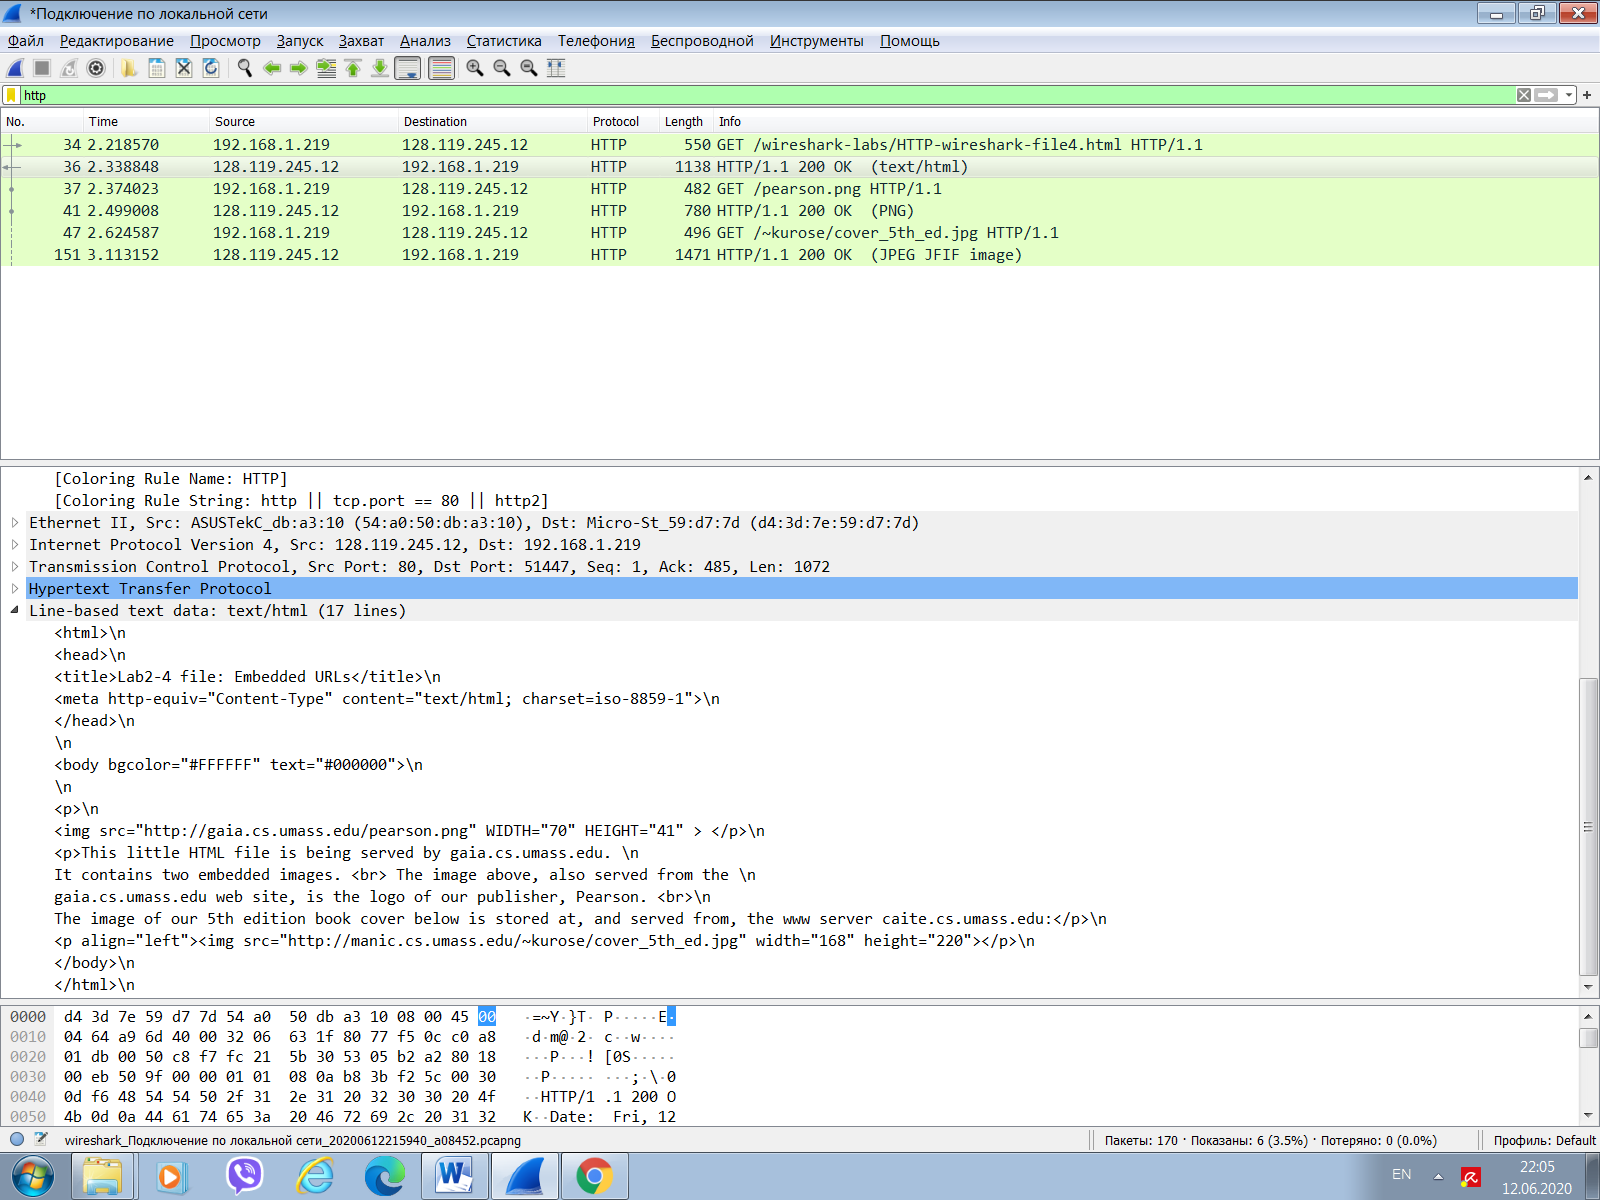 *Подключение по локальной сети
Файл Редактирование Просмотр Запуск Захват Анализ Статистика Телефония Беспроводной Инструменты Помощь
http
No. Time Source Destination Protocol Length Info
34 2.218570 192.168.1.219 128.119.245.12 HTTP 550 GET /wireshark-labs/HTTP-wireshark-file4.html HTTP/1.1
36 2.338848 128.119.245.12 192.168.1.219 HTTP 1138 HTTP/1.1 200 OK (text/html)
37 2.374023 192.168.1.219 128.119.245.12 HTTP 482 GET /pearson.png HTTP/1.1
41 2.499008 128.119.245.12 192.168.1.219 HTTP 780 HTTP/1.1 200 OK (PNG)
47 2.624587 192.168.1.219 128.119.245.12 HTTP 496 GET /~kurose/cover_5th_ed.jpg HTTP/1.1
151 3.113152 128.119.245.12 192.168.1.219 HTTP 1471 HTTP/1.1 200 OK (JPEG JFIF image)
[Coloring Rule Name: HTTP]
[Coloring Rule String: http || tcp.port == 80 || http2]
Ethernet II, Src: ASUSTekC_db:a3:10 (54:a0:50:db:a3:10), Dst: Micro-St_59:d7:7d (d4:3d:7e:59:d7:7d)
Internet Protocol Version 4, Src: 128.119.245.12, Dst: 192.168.1.219
Transmission Control Protocol, Src Port: 80, Dst Port: 51447, Seq: 1, Ack: 485, Len: 1072
Hypertext Transfer Protocol
Line-based text data: text/html (17 lines)
<html>\n
<head>\n
<title>Lab2-4 file: Embedded URLs</title>\n
<meta http-equiv="Content-Type" content="text/html; charset=iso-8859-1">\n
</head>\n
\n
<body bgcolor="#FFFFFF" text="#000000">\n
\n
<p>\n
<img src="http://gaia.cs.umass.edu/pearson.png" WIDTH="70" HEIGHT="41" > </p>\n
<p>This little HTML file is being served by gaia.cs.umass.edu. \n
It contains two embedded images. <br> The image above, also served from the \n
gaia.cs.umass.edu web site, is the logo of our publisher, Pearson. <br>\n
The image of our 5th edition book cover below is stored at, and served from, the www server caite.cs.umass.edu:</p>\n
<p align="left"><img src="http://manic.cs.umass.edu/~kurose/cover_5th_ed.jpg" width="168" height="220"></p>\n
</body>\n
</html>\n
0000 d4 3d 7e 59 d7 7d 54 a0 50 db a3 10 08 00 45 00 ·=~Y·}T· P·····E·
0010 04 64 a9 6d 40 00 32 06 63 1f 80 77 f5 0c c0 a8 ·d·m@·2· c··w····
0020 01 db 00 50 c8 f7 fc 21 5b 30 53 05 b2 a2 80 18 ···P···! [0S·····
0030 00 eb 50 9f 00 00 01 01 08 0a b8 3b f2 5c 00 30 ··P····· ···;·\·0
0040 0d f6 48 54 54 50 2f 31 2e 31 20 32 30 30 20 4f ··HTTP/1 .1 200 O
0050 4b 0d 0a 44 61 74 65 3a 20 46 72 69 2c 20 31 32 K··Date: Fri, 12
wireshark_Подключение по локальной сети_20200612215940_a08452.pcapng Пакеты: 170 · Показаны: 6 (3.5%) · Потеряно: 0 (0.0%) Профиль: Default
EN 22:05
12.06.2020